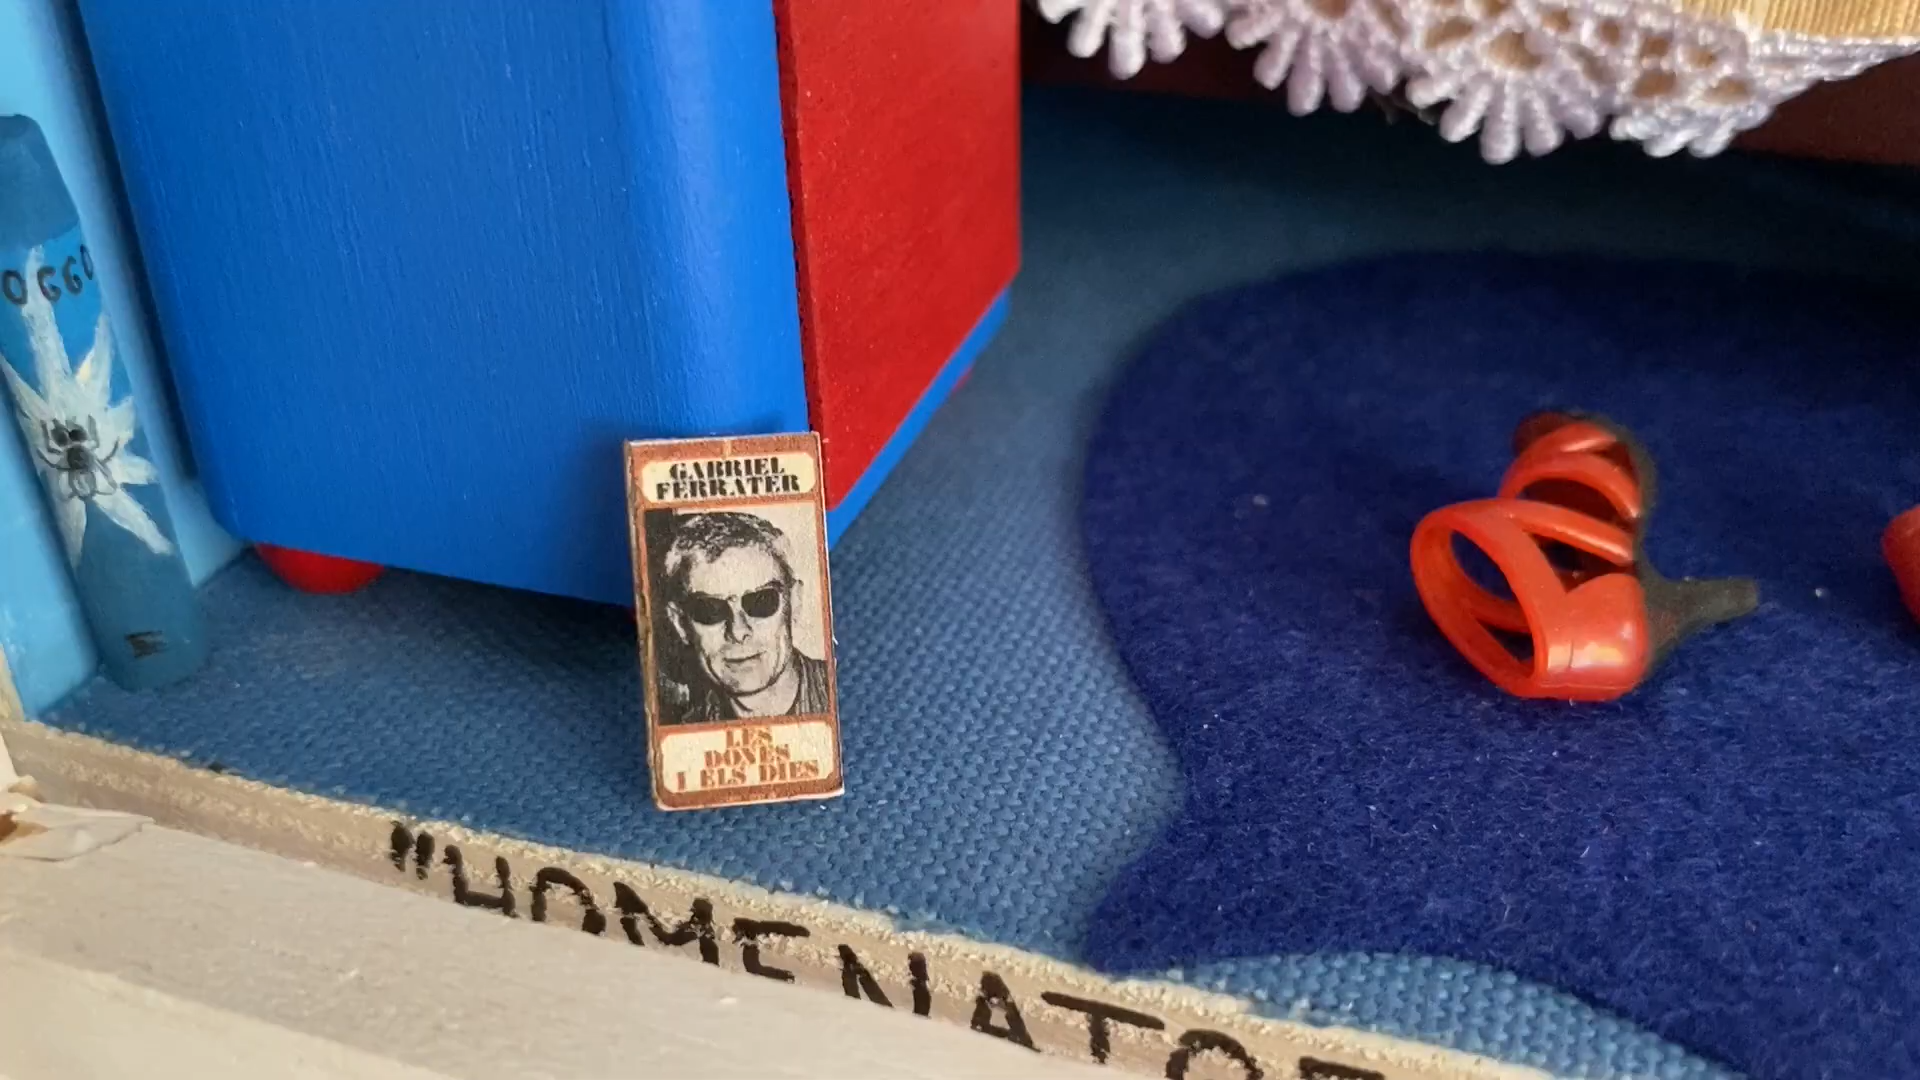 OGGO
GABRIEL
FERRATER
LES
DONES
I ELS DIES
"HOMENATGE